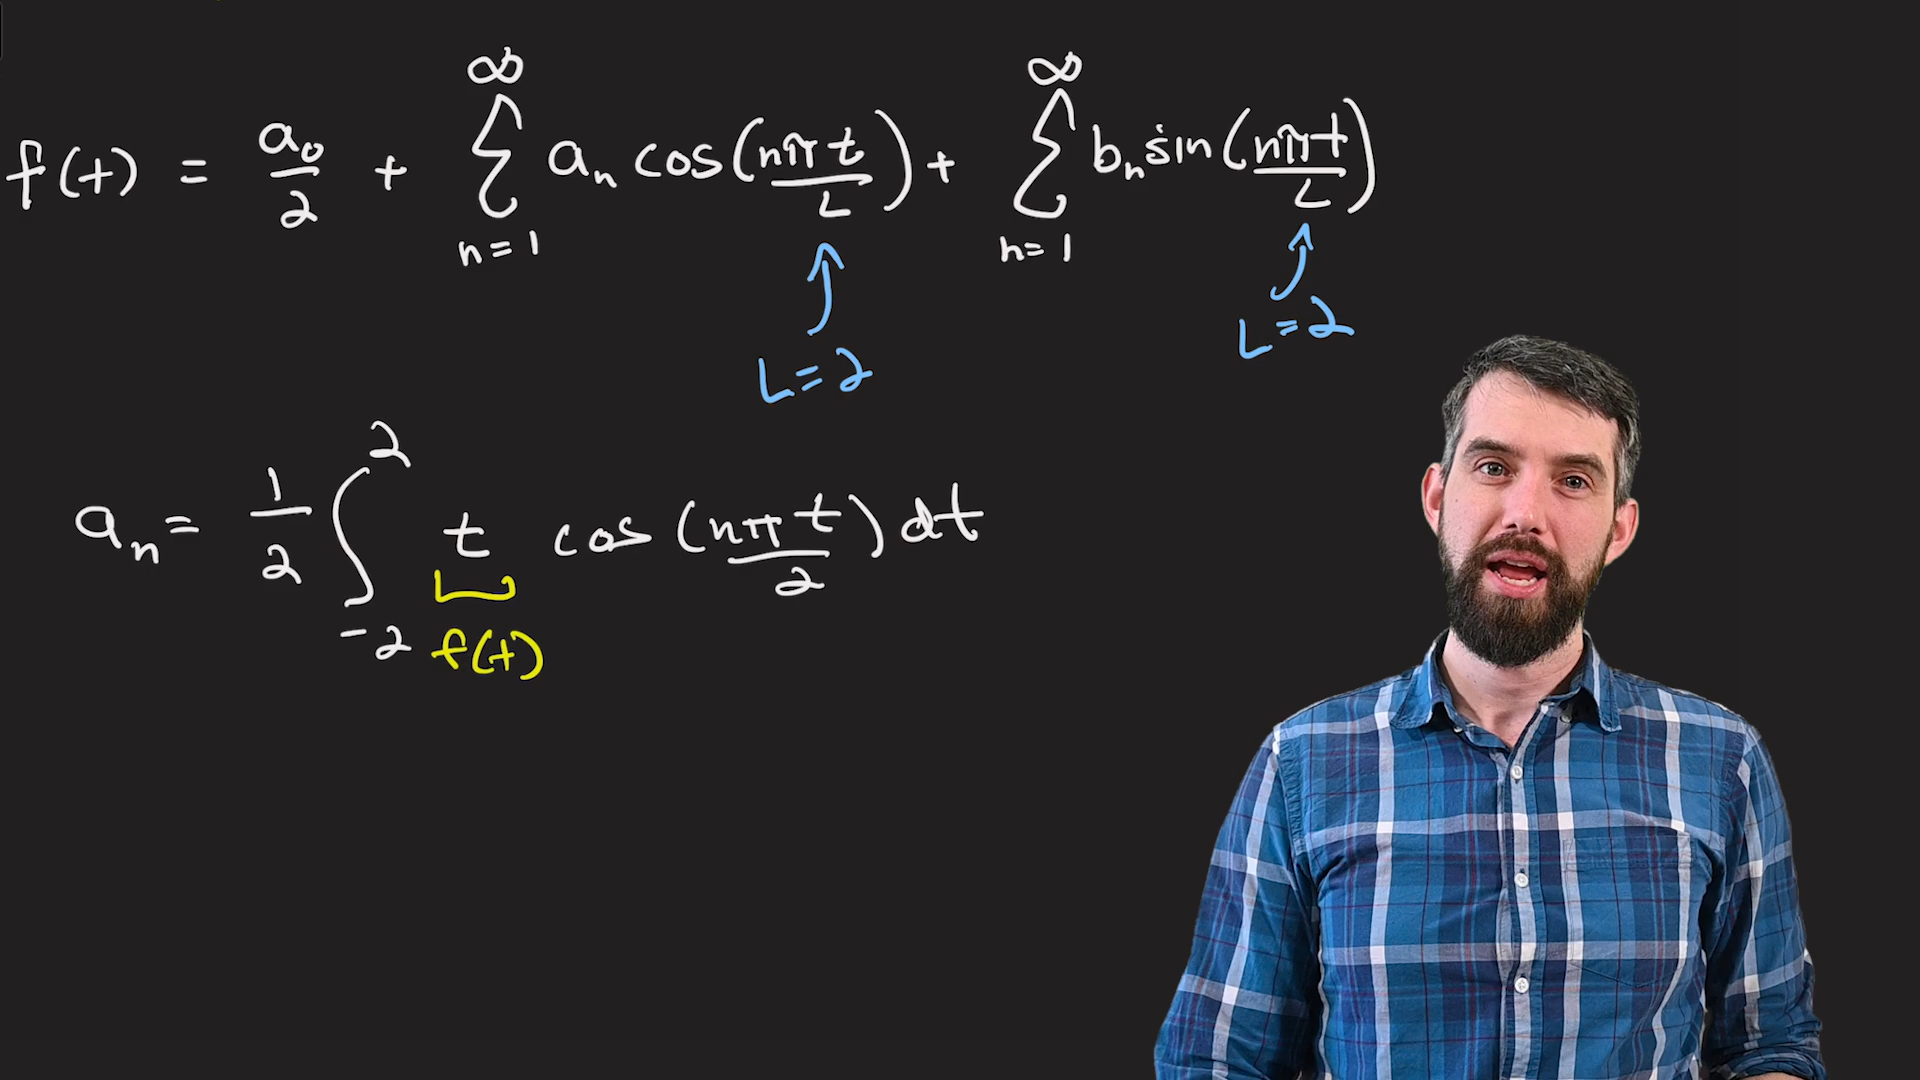 f(t) = a₀/2 + ∑_{n=1}^{∞} aₙ cos(nπt/L) + ∑_{n=1}^{∞} bₙ sin(nπt/L)
L=2
L=2
aₙ = 1/2 ∫_{-2}^{2} t cos(nπt/2) dt
f(t)